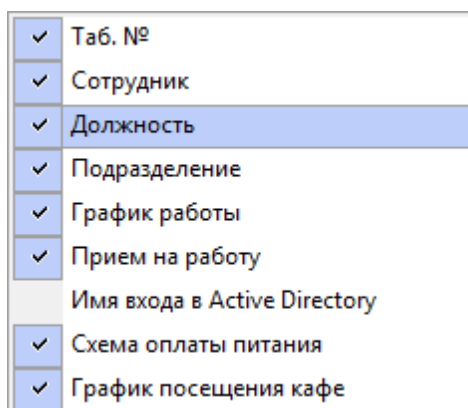 Таб. №
Сотрудник
Должность
Подразделение
График работы
Прием на работу
Имя входа в Active Directory
Схема оплаты питания
График посещения кафе